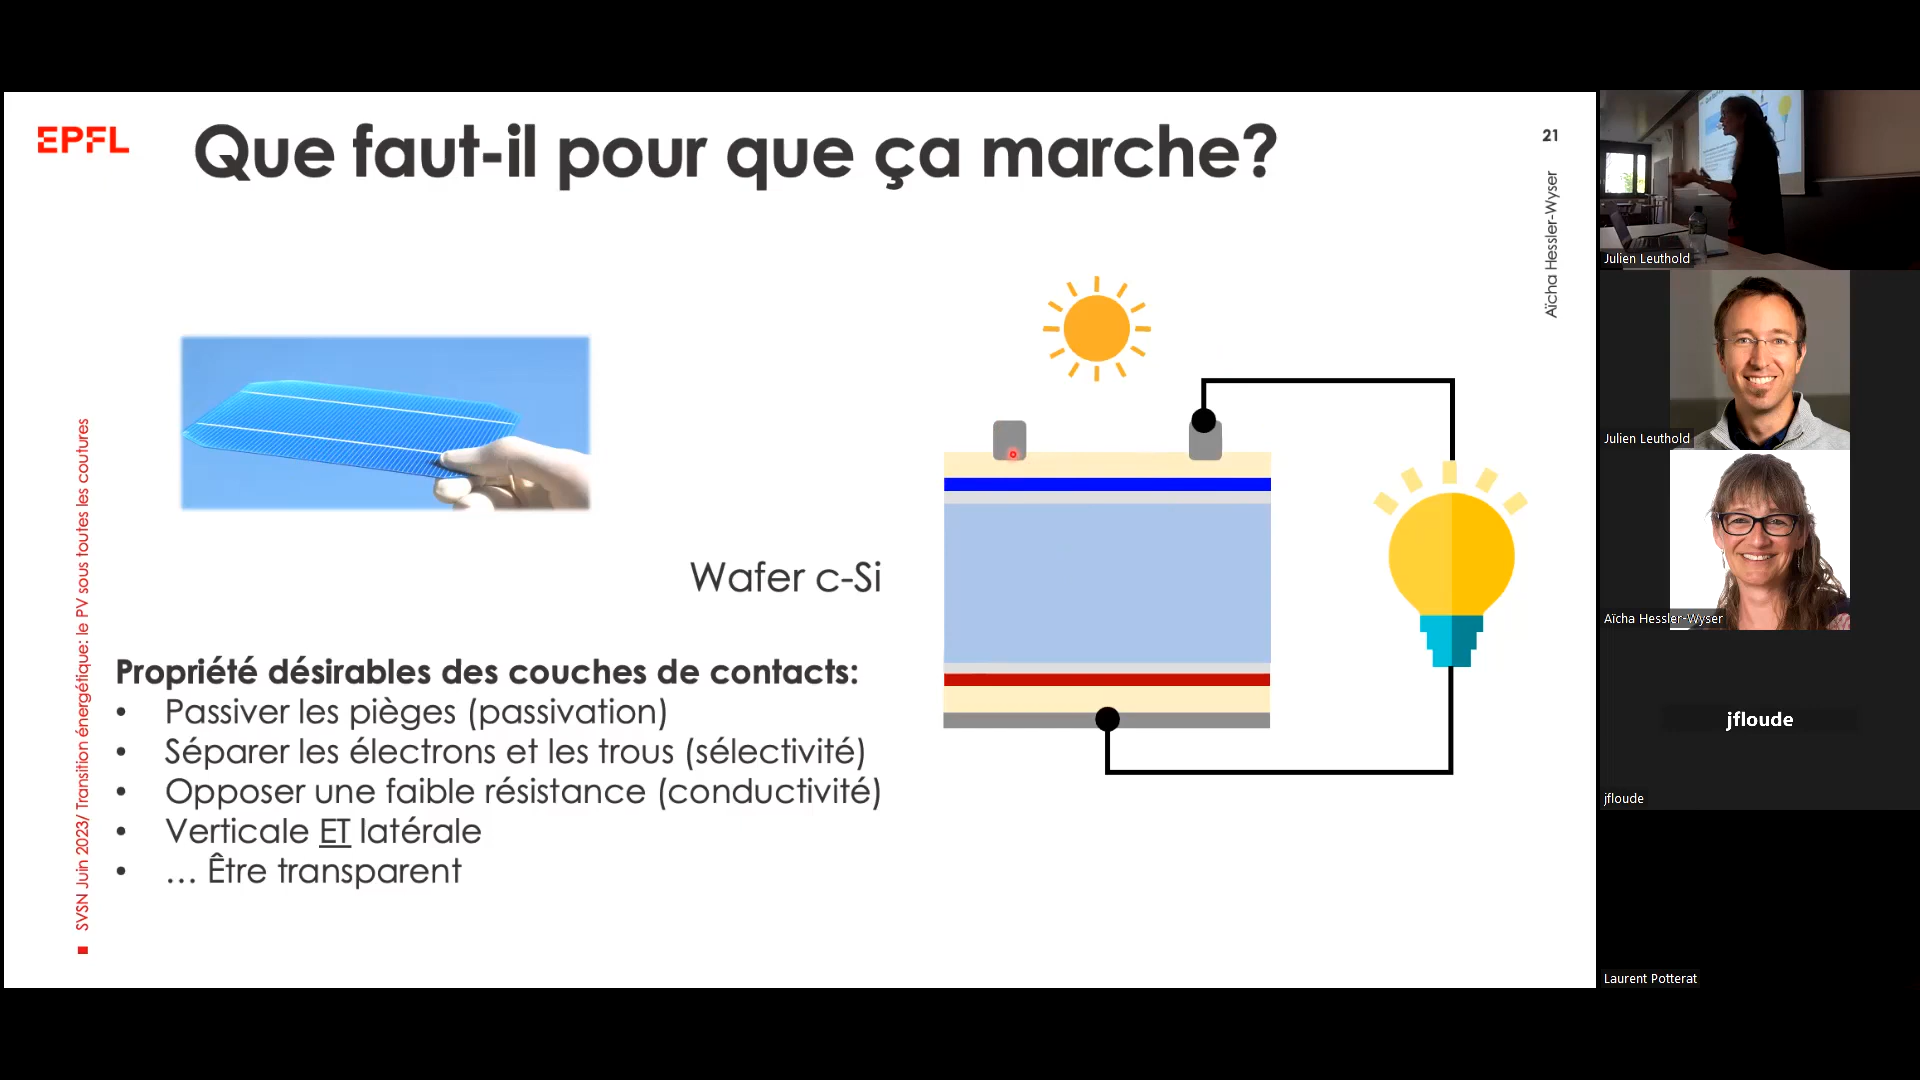 EPFL
Que faut-il pour que ça marche?
21
Aïcha Hessler-Wyser
SVSN Juin 2023/ Transition énergétique: le PV sous toutes les coutures
Wafer c-Si
Propriété désirables des couches de contacts:
• Passiver les pièges (passivation)
• Séparer les électrons et les trous (sélectivité)
• Opposer une faible résistance (conductivité)
• Verticale ET latérale
• … Être transparent
Julien Leuthold
Julien Leuthold
Aïcha Hessler-Wyser
jfloude
jfloude
Laurent Potterat